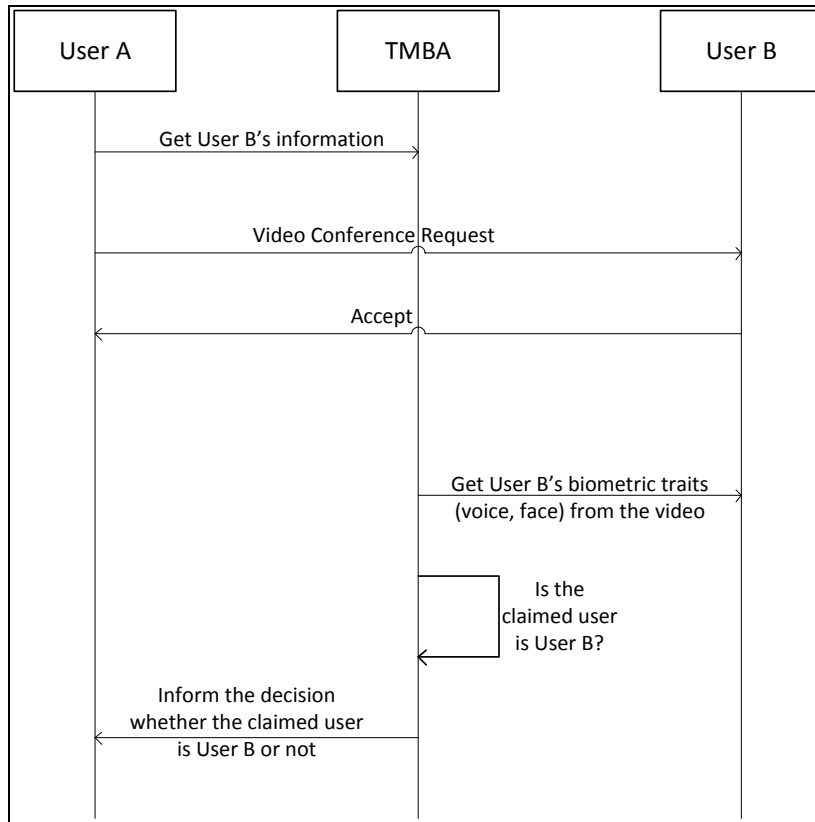 User A
TMBA
User B
Get User B’s information
Video Conference Request
Accept
Get User B’s biometric traits
(voice, face) from the video
Is the
claimed user
is User B?
Inform the decision
whether the claimed user
is User B or not